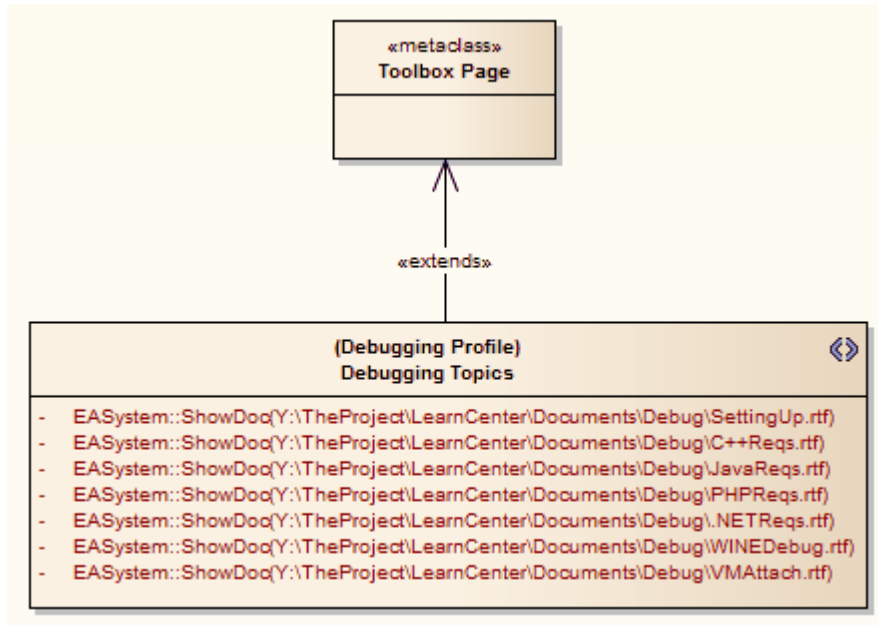 «metaclass»
Toolbox Page
«extends»
(Debugging Profile)
Debugging Topics
- EASystem::ShowDoc(Y:\TheProject\LearnCenter\Documents\Debug\SettingUp.rtf)
- EASystem::ShowDoc(Y:\TheProject\LearnCenter\Documents\Debug\C++Reqs.rtf)
- EASystem::ShowDoc(Y:\TheProject\LearnCenter\Documents\Debug\JavaReqs.rtf)
- EASystem::ShowDoc(Y:\TheProject\LearnCenter\Documents\Debug\PHPReqs.rtf)
- EASystem::ShowDoc(Y:\TheProject\LearnCenter\Documents\Debug\.NETReqs.rtf)
- EASystem::ShowDoc(Y:\TheProject\LearnCenter\Documents\Debug\WINEDebug.rtf)
- EASystem::ShowDoc(Y:\TheProject\LearnCenter\Documents\Debug\VMAttach.rtf)